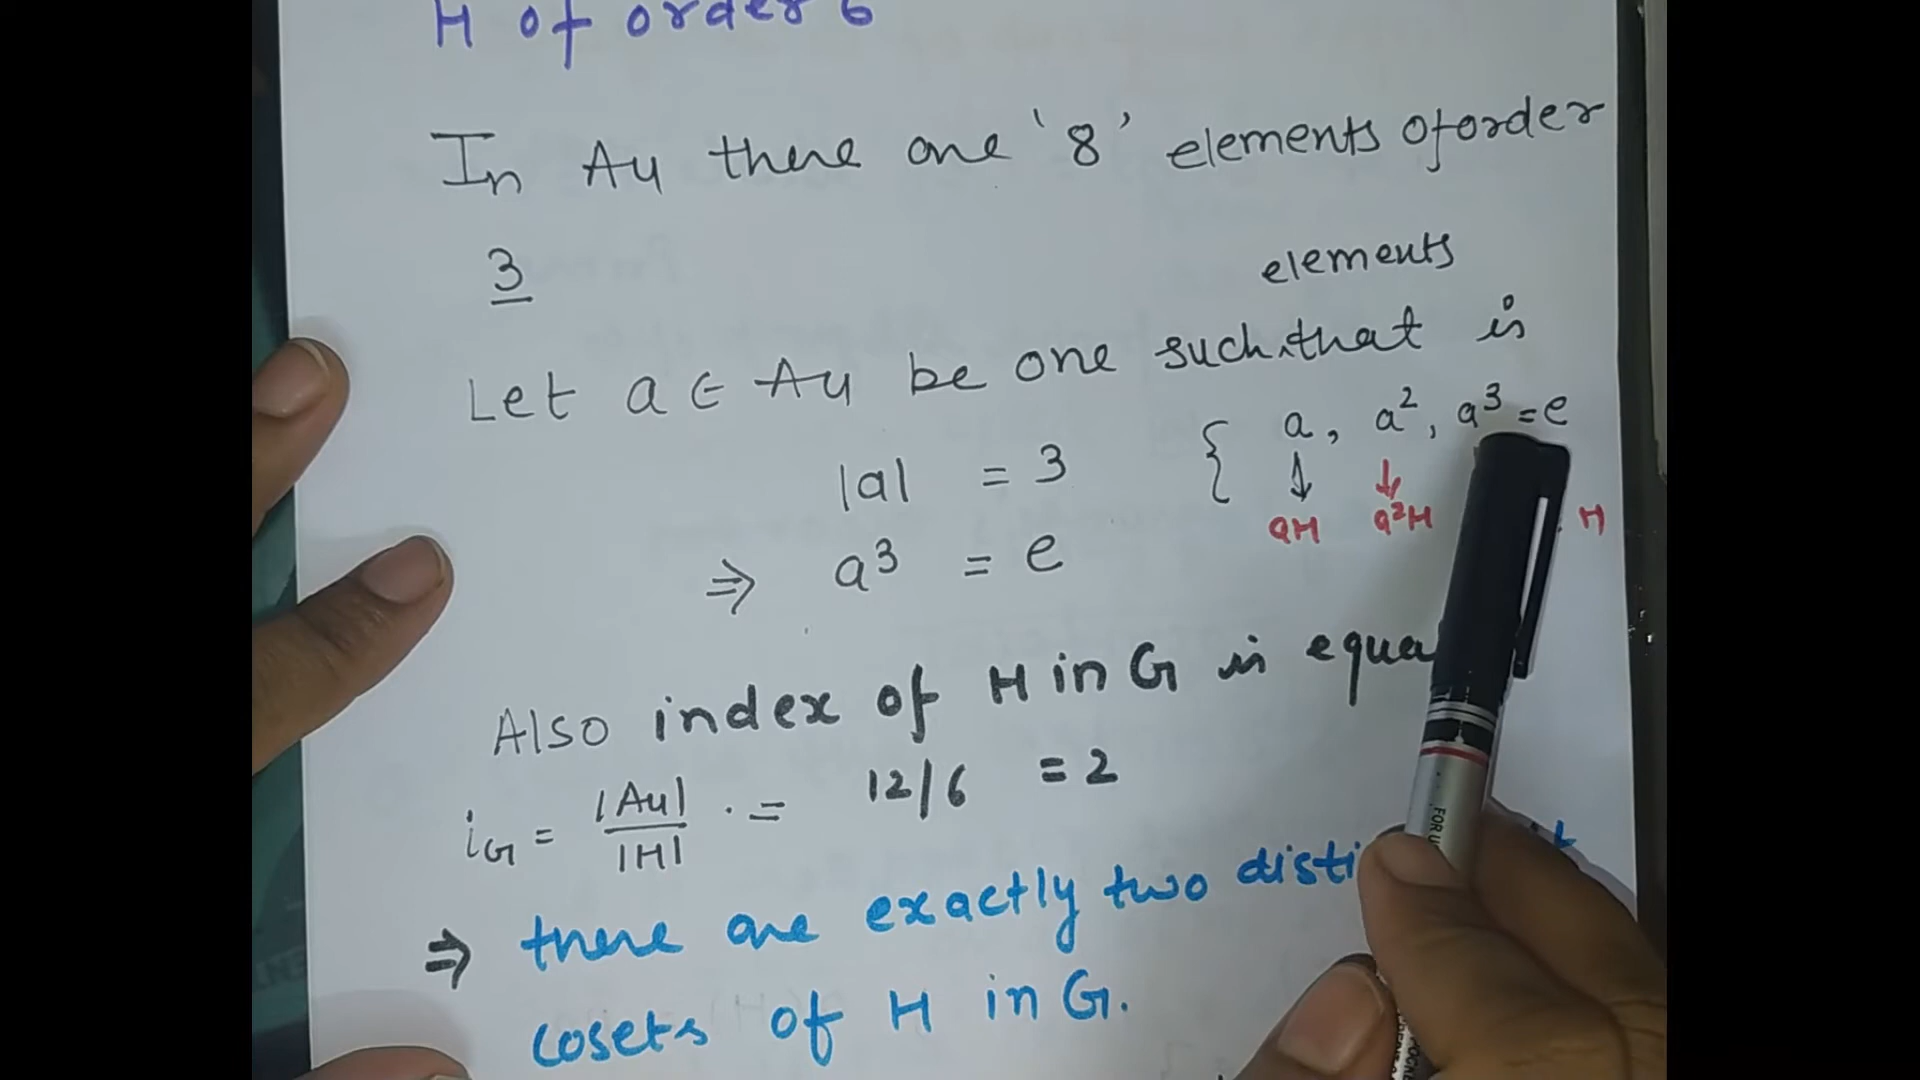 H of order 6
In A4 there are '8' elements of order
3
elements
Let a ∈ A4 be one such that is
|a| = 3 { a, a², a³ = e
aH a²H H
⇒ a³ = e
Also index of H in G is equa
iG = |A4| / |H| = 12/6 = 2
⇒ there are exactly two disti
cosets of H in G.